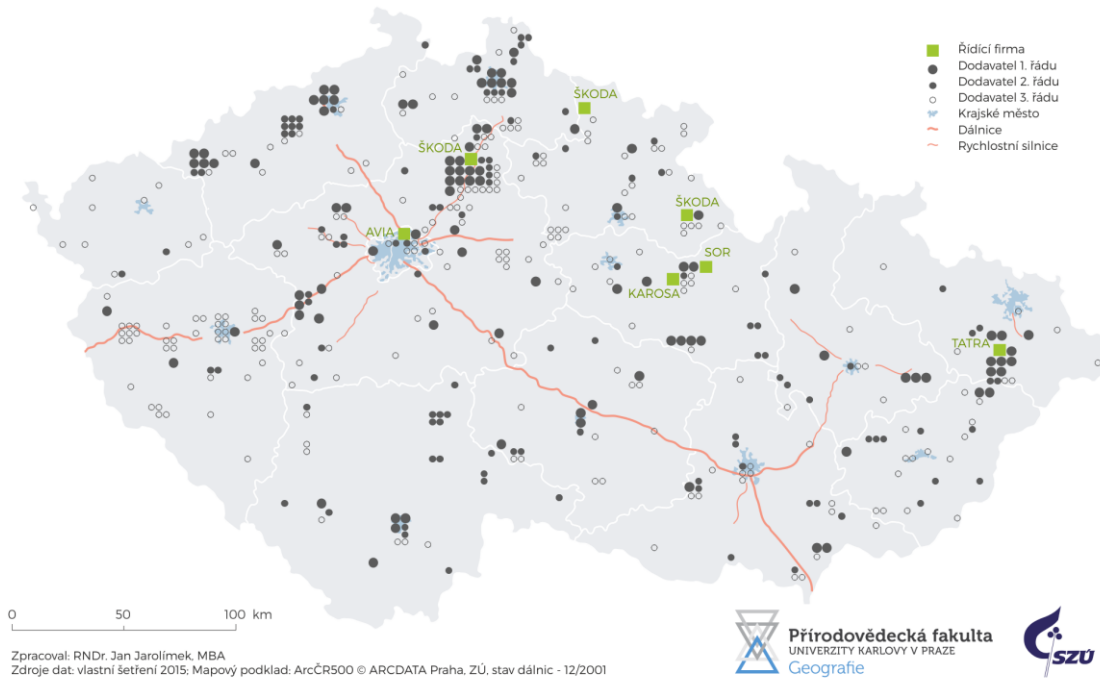 Řídící firma
Dodavatel 1. řádu
Dodavatel 2. řádu
Dodavatel 3. řádu
Krajské město
Dálnice
Rychlostní silnice
ŠKODA
ŠKODA
ŠKODA
AVIA
SOR
KAROSA
TATRA
0 50 100 km
Zpracoval: RNDr. Jan Jarolímek, MBA
Zdroje dat: vlastní šetření 2015; Mapový podklad: ArcČR500 © ARCDATA Praha, ZÚ, stav dálnic - 12/2001
Přírodovědecká fakulta
UNIVERZITY KARLOVY V PRAZE
Geografie
SZÚ